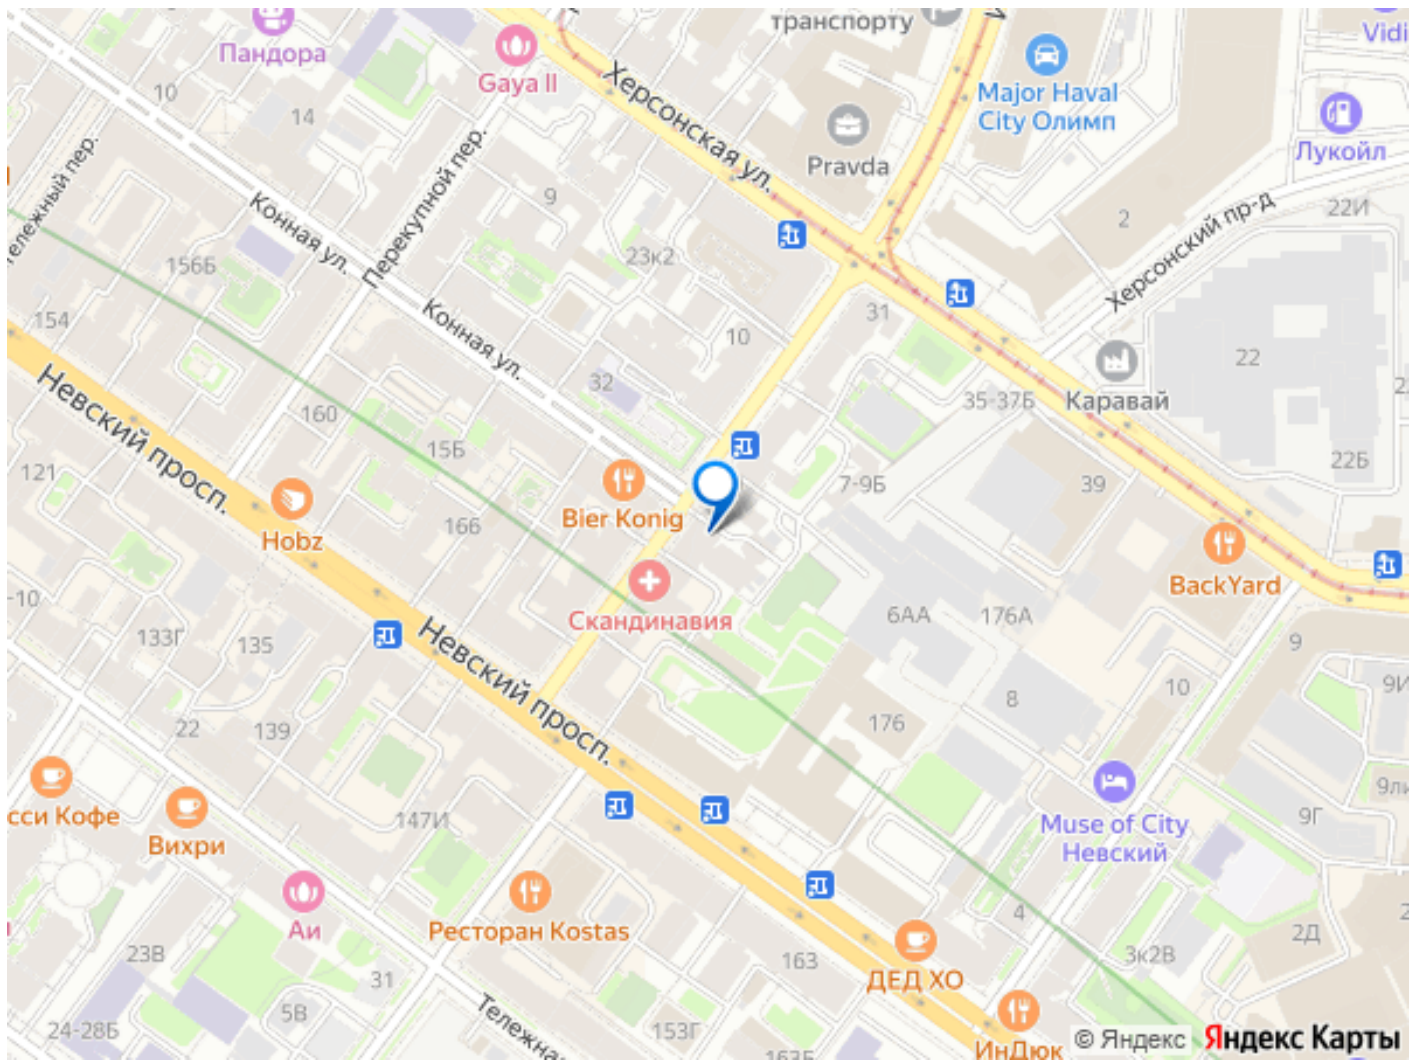 транспорту
Vidi
Пандора
Gaya II
Major Haval
City Олимп
Pravda
Лукойл
10
14
Херсонская ул.
Перекупной пер.
Конная ул.
9
2
22И
Херсонский пр-д
156Б
23к2
31
154
Конная ул.
10
22
32
Каравай
35-37Б
Невский просп.
160
121
15Б
22Б
7-9Б
39
Hobz
166
Bier Konig
BackYard
-10
133Г
135
Скандинавия
6АА
176А
9
Невский просп.
10
8
22
139
176
9Г
сси Кофе
Вихри
147И
Muse of City
Невский
Аи
Ресторан Kostas
4
2Д
23В
31
163
ДЕД ХО
3к2В
5В
24-28Б
153Г
163Б
ИнДюк
© Яндекс
Яндекс Карты